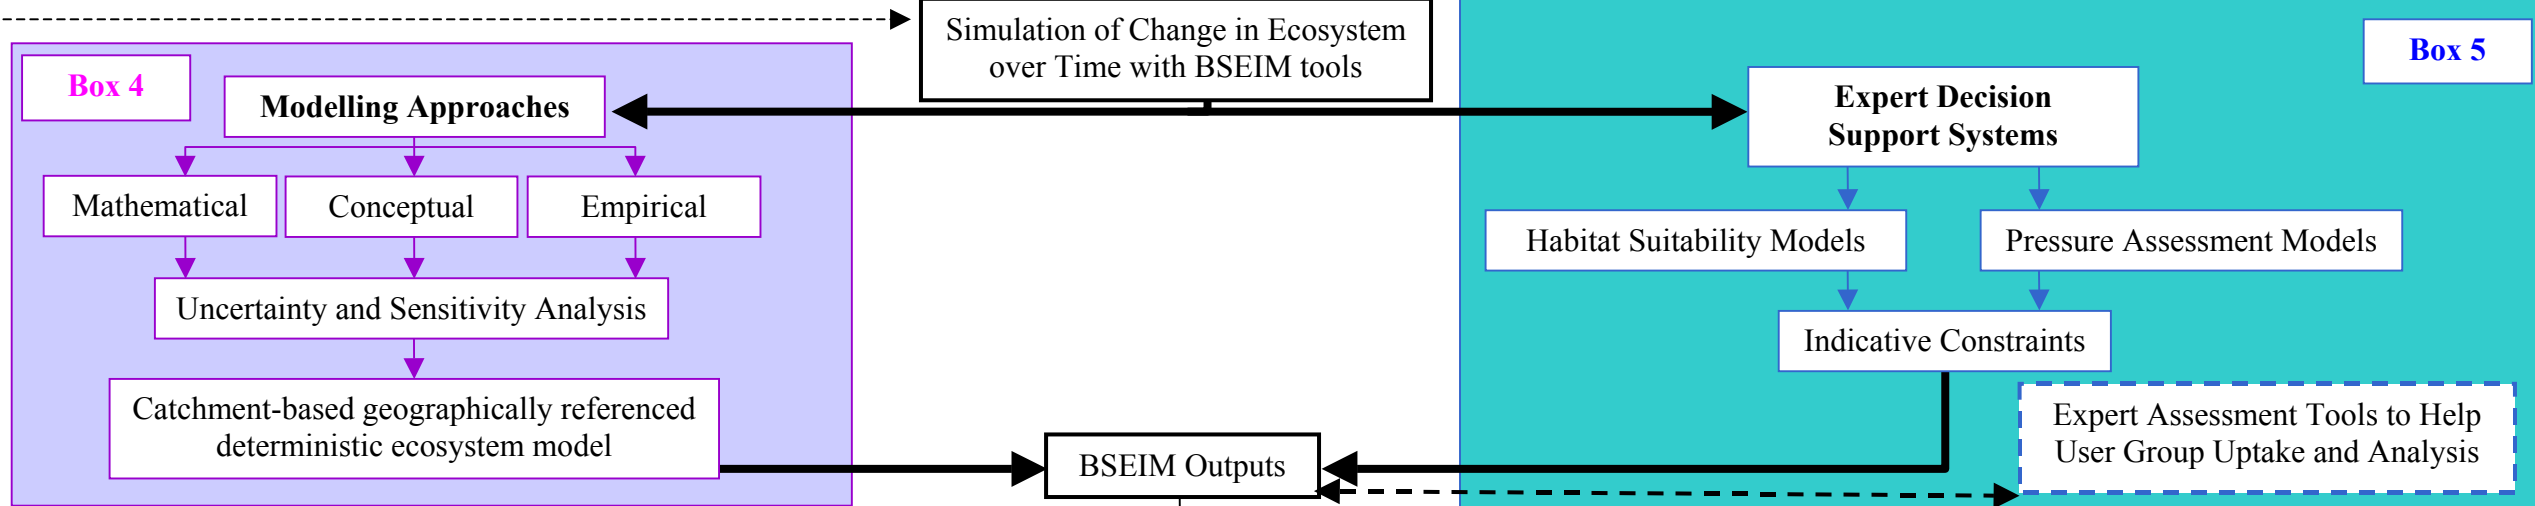 Simulation of Change in Ecosystem
over Time with BSEIM tools
Box 4
Modelling Approaches
Mathematical
Conceptual
Empirical
Uncertainty and Sensitivity Analysis
Catchment-based geographically referenced
deterministic ecosystem model
BSEIM Outputs
Box 5
Expert Decision
Support Systems
Habitat Suitability Models
Pressure Assessment Models
Indicative Constraints
Expert Assessment Tools to Help
User Group Uptake and Analysis